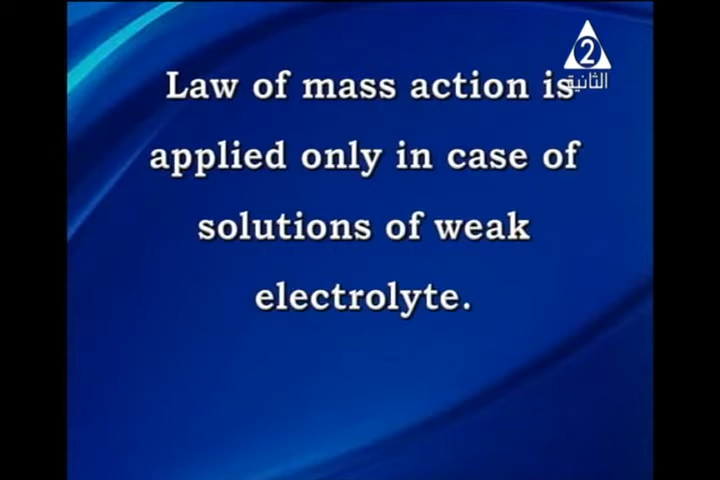 2
الثانية
Law of mass action is
applied only in case of
solutions of weak
electrolyte.